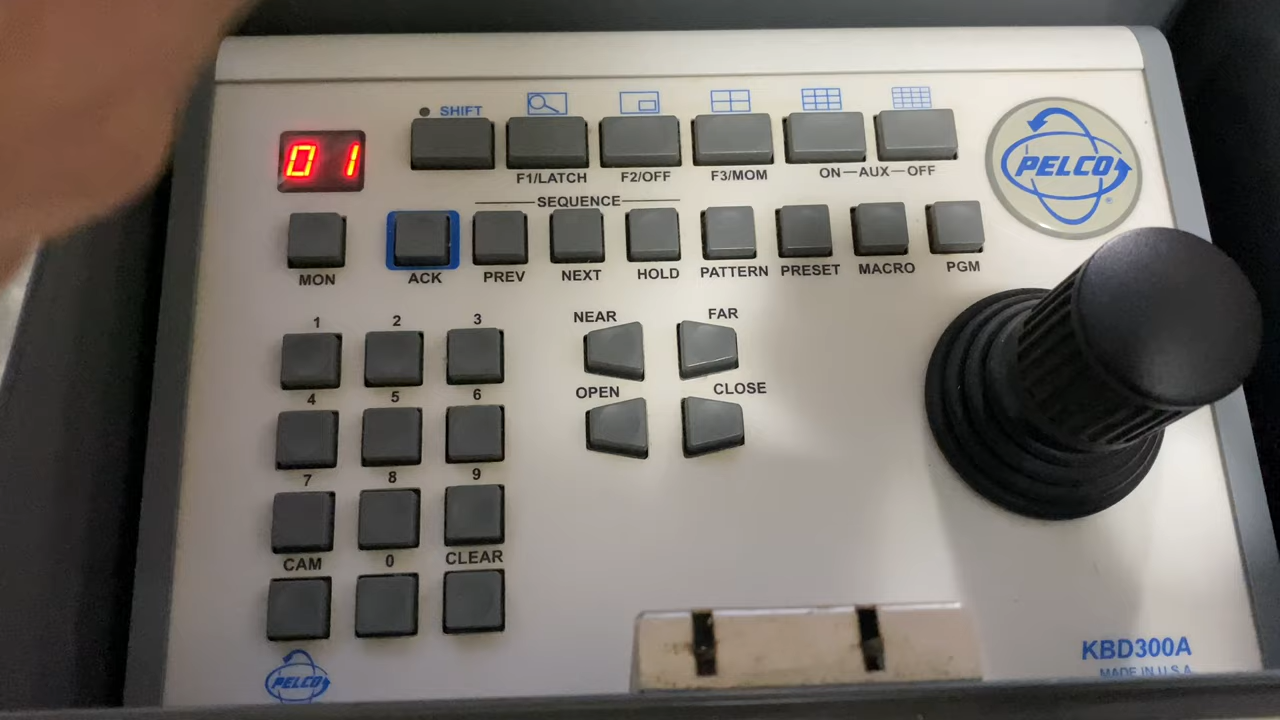 SHIFT
01
F1/LATCH F2/OFF F3/MOM ON—AUX—OFF
PELCO®
SEQUENCE
MON ACK PREV NEXT HOLD PATTERN PRESET MACRO PGM
1 2 3
NEAR FAR
4 5 6
OPEN CLOSE
7 8 9
CAM 0 CLEAR
KBD300A
MADE IN U.S.A
PELCO